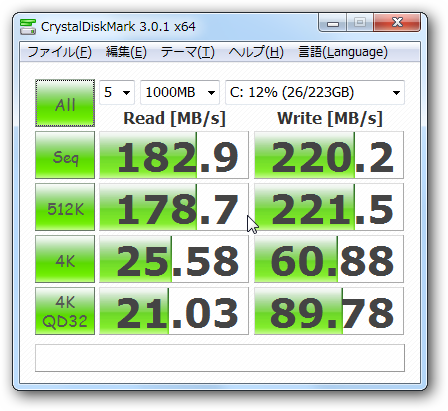 CrystalDiskMark 3.0.1 x64
ファイル(F) 編集(E) テーマ(T) ヘルプ(H) 言語(Language)
All 5 1000MB C: 12% (26/223GB)
Read [MB/s] Write [MB/s]
Seq 182.9 220.2
512K 178.7 221.5
4K 25.58 60.88
4K QD32 21.03 89.78